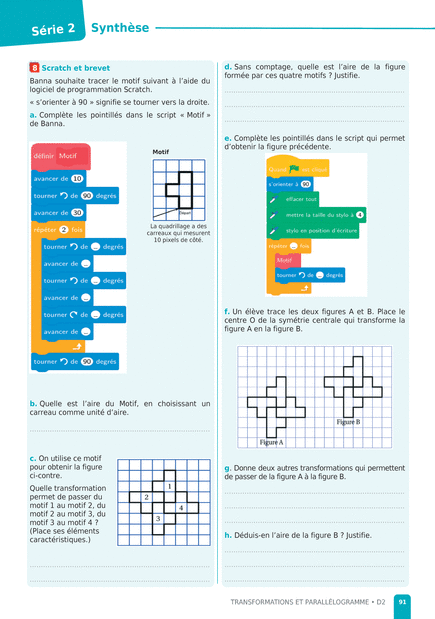 Série 2
Synthèse
8 Scratch et brevet
Banna souhaite tracer le motif suivant à l'aide du
logiciel de programmation Scratch.
« s'orienter à 90 » signifie se tourner vers la droite.
a. Complète les pointillés dans le script « Motif »
de Banna.
définir Motif
avancer de 10
tourner de 90 degrés
avancer de 30
répéter 2 fois
tourner de ... degrés
avancer de ...
tourner de ... degrés
avancer de ...
tourner de ... degrés
avancer de ...
tourner de 90 degrés
Motif
Départ
La quadrillage a des
carreaux qui mesurent
10 pixels de côté.
b. Quelle est l'aire du Motif, en choisissant un
carreau comme unité d'aire.
c. On utilise ce motif
pour obtenir la figure
ci-contre.
Quelle transformation
permet de passer du
motif 1 au motif 2, du
motif 2 au motif 3, du
motif 3 au motif 4 ?
(Place ses éléments
caractéristiques.)
1
2
4
3
d. Sans comptage, quelle est l'aire de la figure
formée par ces quatre motifs ? Justifie.
e. Complète les pointillés dans le script qui permet
d'obtenir la figure précédente.
s'orienter à 90
effacer tout
mettre la taille du stylo à 4
stylo en position d'écriture
répéter ... fois
Motif
tourner de ... degrés
f. Un élève trace les deux figures A et B. Place le
centre O de la symétrie centrale qui transforme la
figure A en la figure B.
Figure B
Figure A
g. Donne deux autres transformations qui permettent
de passer de la figure A à la figure B.
h. Déduis-en l'aire de la figure B ? Justifie.
TRANSFORMATIONS ET PARALLÉLOGRAMME • D2
91